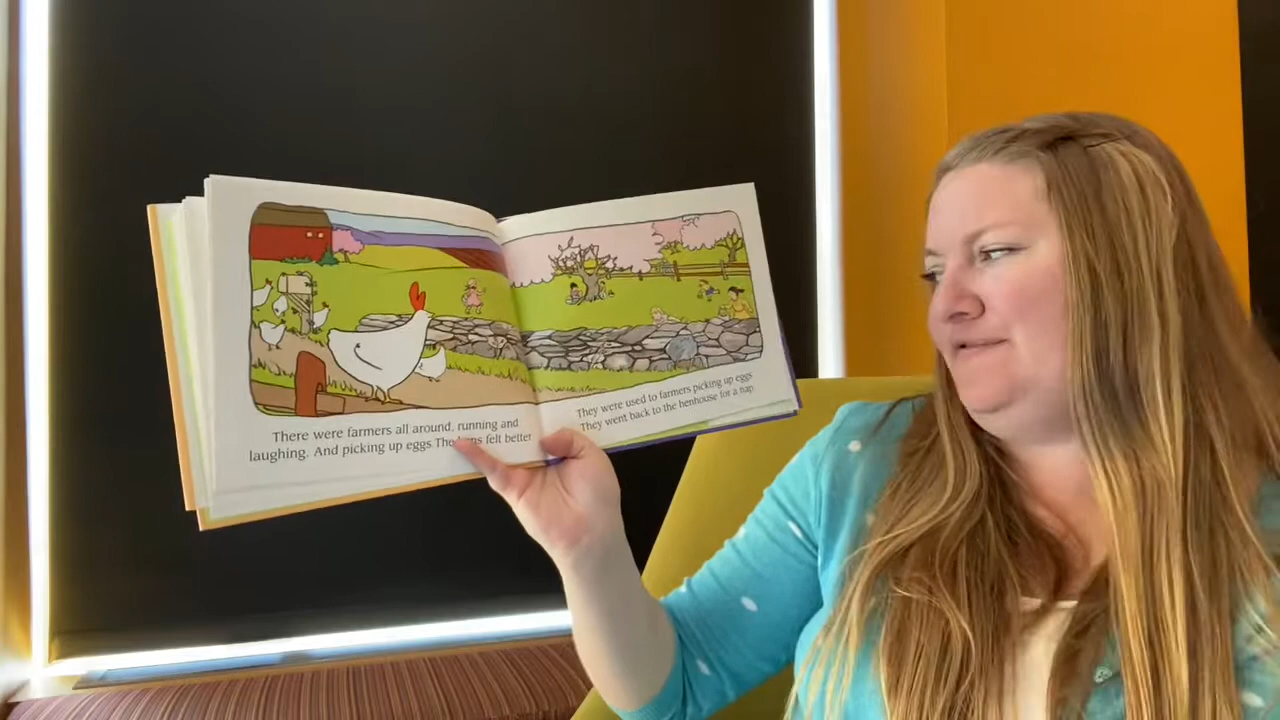 There were farmers all around, running and
laughing. And picking up eggs The hens felt better
They were used to farmers picking up eggs
They went back to the henhouse for a nap